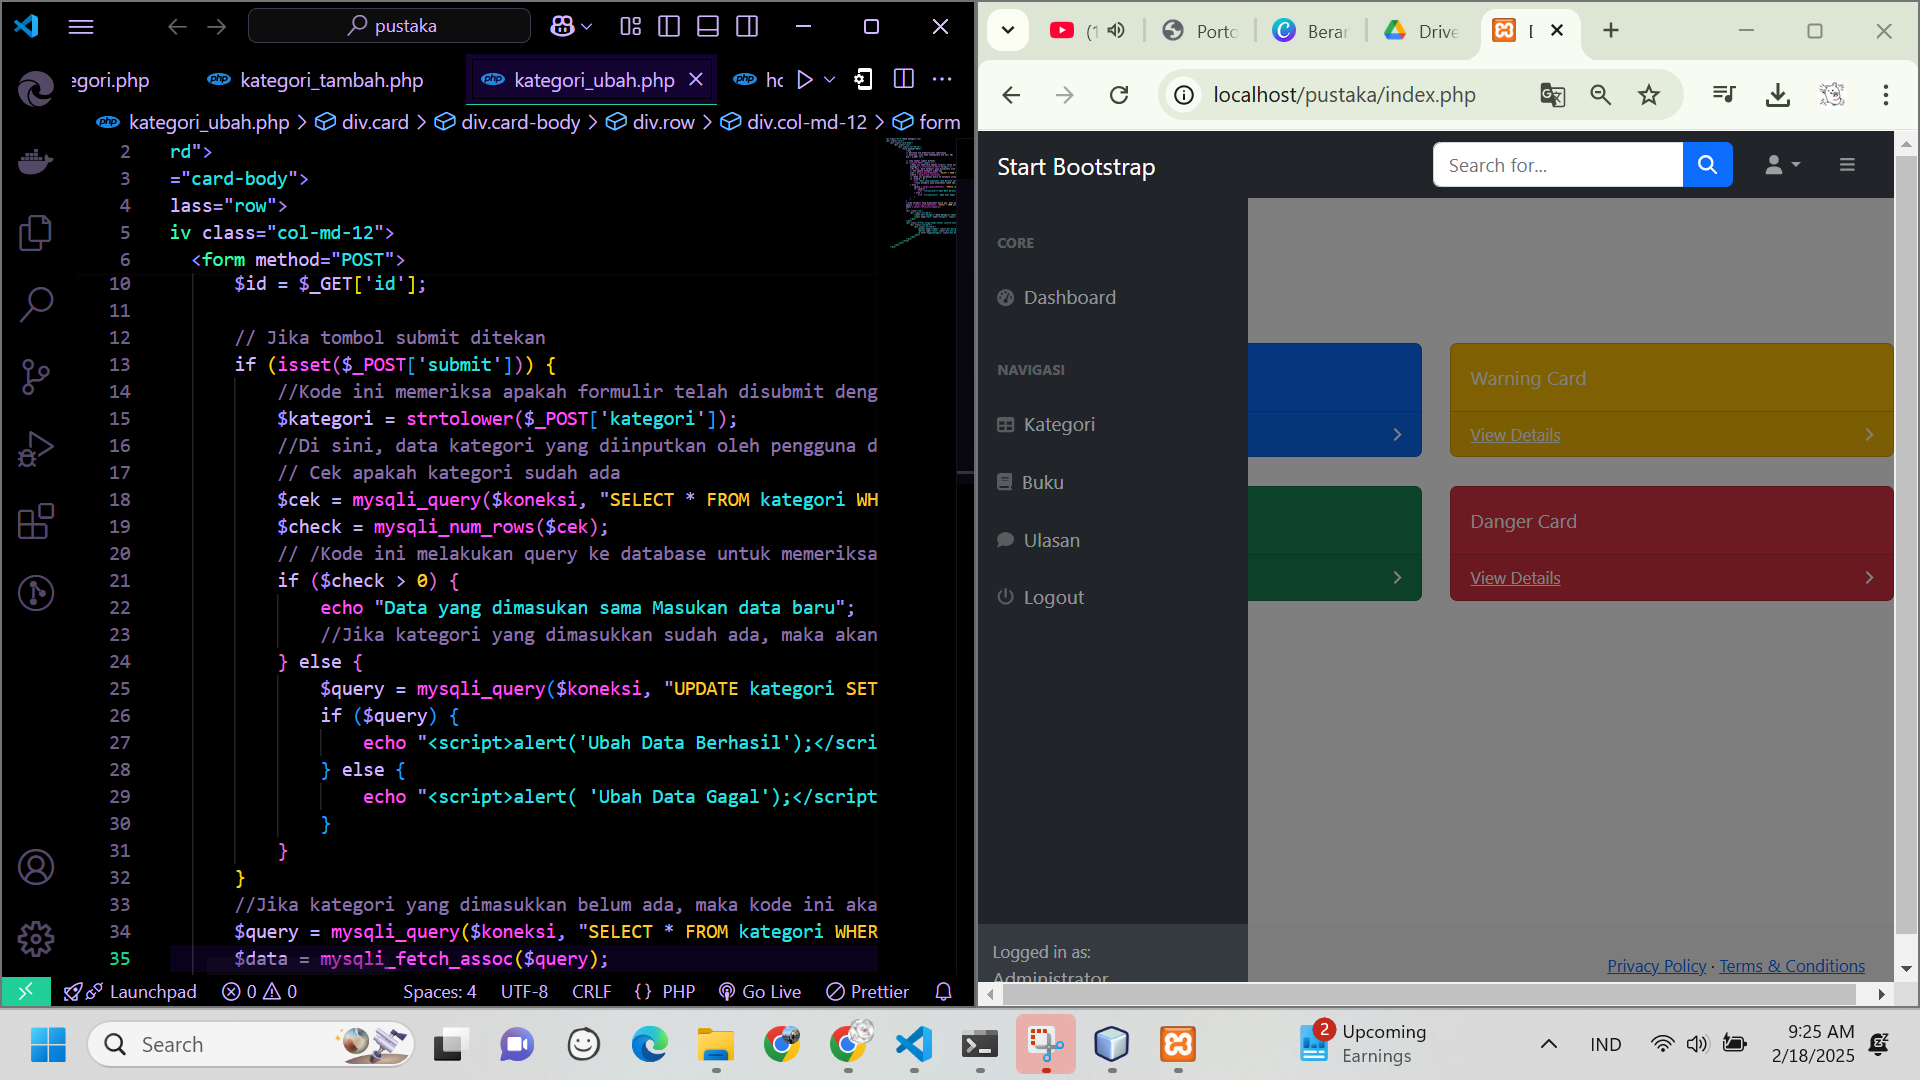 pustaka
egori.php
kategori_tambah.php
kategori_ubah.php
hc
kategori_ubah.php > div.card > div.card-body > div.row > div.col-md-12 > form
2 rd">
3 ="card-body">
4 lass="row">
5 iv class="col-md-12">
6 <form method="POST">
10 $id = $_GET['id'];
11
12 // Jika tombol submit ditekan
13 if (isset($_POST['submit'])) {
14 //Kode ini memeriksa apakah formulir telah disubmit deng
15 $kategori = strtolower($_POST['kategori']);
16 //Di sini, data kategori yang diinputkan oleh pengguna d
17 // Cek apakah kategori sudah ada
18 $cek = mysqli_query($koneksi, "SELECT * FROM kategori WH
19 $check = mysqli_num_rows($cek);
20 // /Kode ini melakukan query ke database untuk memeriksa
21 if ($check > 0) {
22 echo "Data yang dimasukan sama Masukan data baru";
23 //Jika kategori yang dimasukkan sudah ada, maka akan
24 } else {
25 $query = mysqli_query($koneksi, "UPDATE kategori SET
26 if ($query) {
27 echo "<script>alert('Ubah Data Berhasil');</scri
28 } else {
29 echo "<script>alert( 'Ubah Data Gagal');</script
30 }
31 }
32 }
33 //Jika kategori yang dimasukkan belum ada, maka kode ini aka
34 $query = mysqli_query($koneksi, "SELECT * FROM kategori WHER
35 $data = mysqli_fetch_assoc($query);
Launchpad
0 0
Spaces: 4
UTF-8
CRLF
{ } PHP
Go Live
Prettier
(1
Porto
Berar
Drive
localhost/pustaka/index.php
Start Bootstrap
Search for...
CORE
Dashboard
NAVIGASI
Kategori
Buku
Ulasan
Logout
Logged in as:
Administrator
Warning Card
View Details
Danger Card
View Details
Privacy Policy · Terms & Conditions
Search
2
Upcoming
Earnings
IND
9:25 AM
2/18/2025